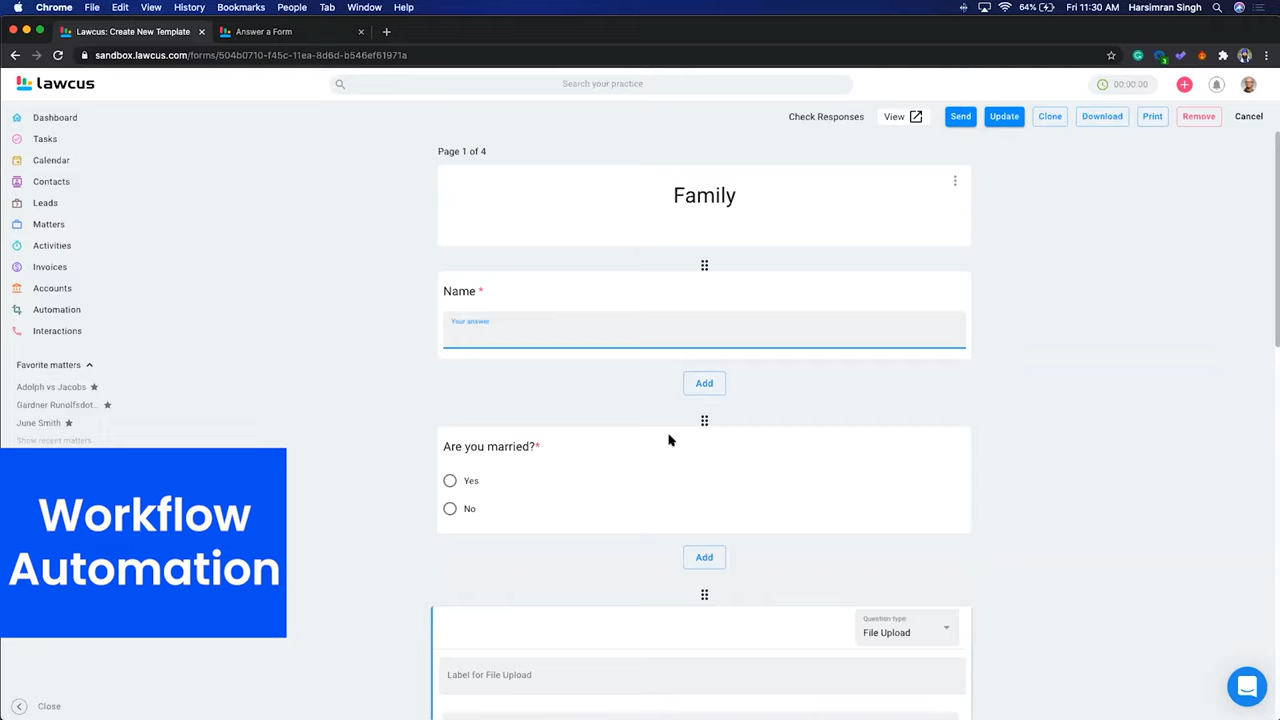 Chrome File Edit View History Bookmarks People Tab Window Help 64% Fri 11:30 AM Harsimran Singh
Lawcus: Create New Template Answer a Form
sandbox.lawcus.com/forms/504b0710-f45c-11ea-8d6d-b546ef61971a
lawcus Search your practice 00:00:00
Check Responses View Send Update Clone Download Print Remove Cancel
Dashboard
Tasks
Calendar
Contacts
Leads
Matters
Activities
Invoices
Accounts
Automation
Interactions
Favorite matters
Adolph vs Jacobs
Gardner Runolfsdot..
June Smith
Show recent matters
Workflow
Automation
Close
Page 1 of 4
Family
Name *
Your answer
Add
Are you married?*
Yes
No
Add
Question type:
File Upload
Label for File Upload